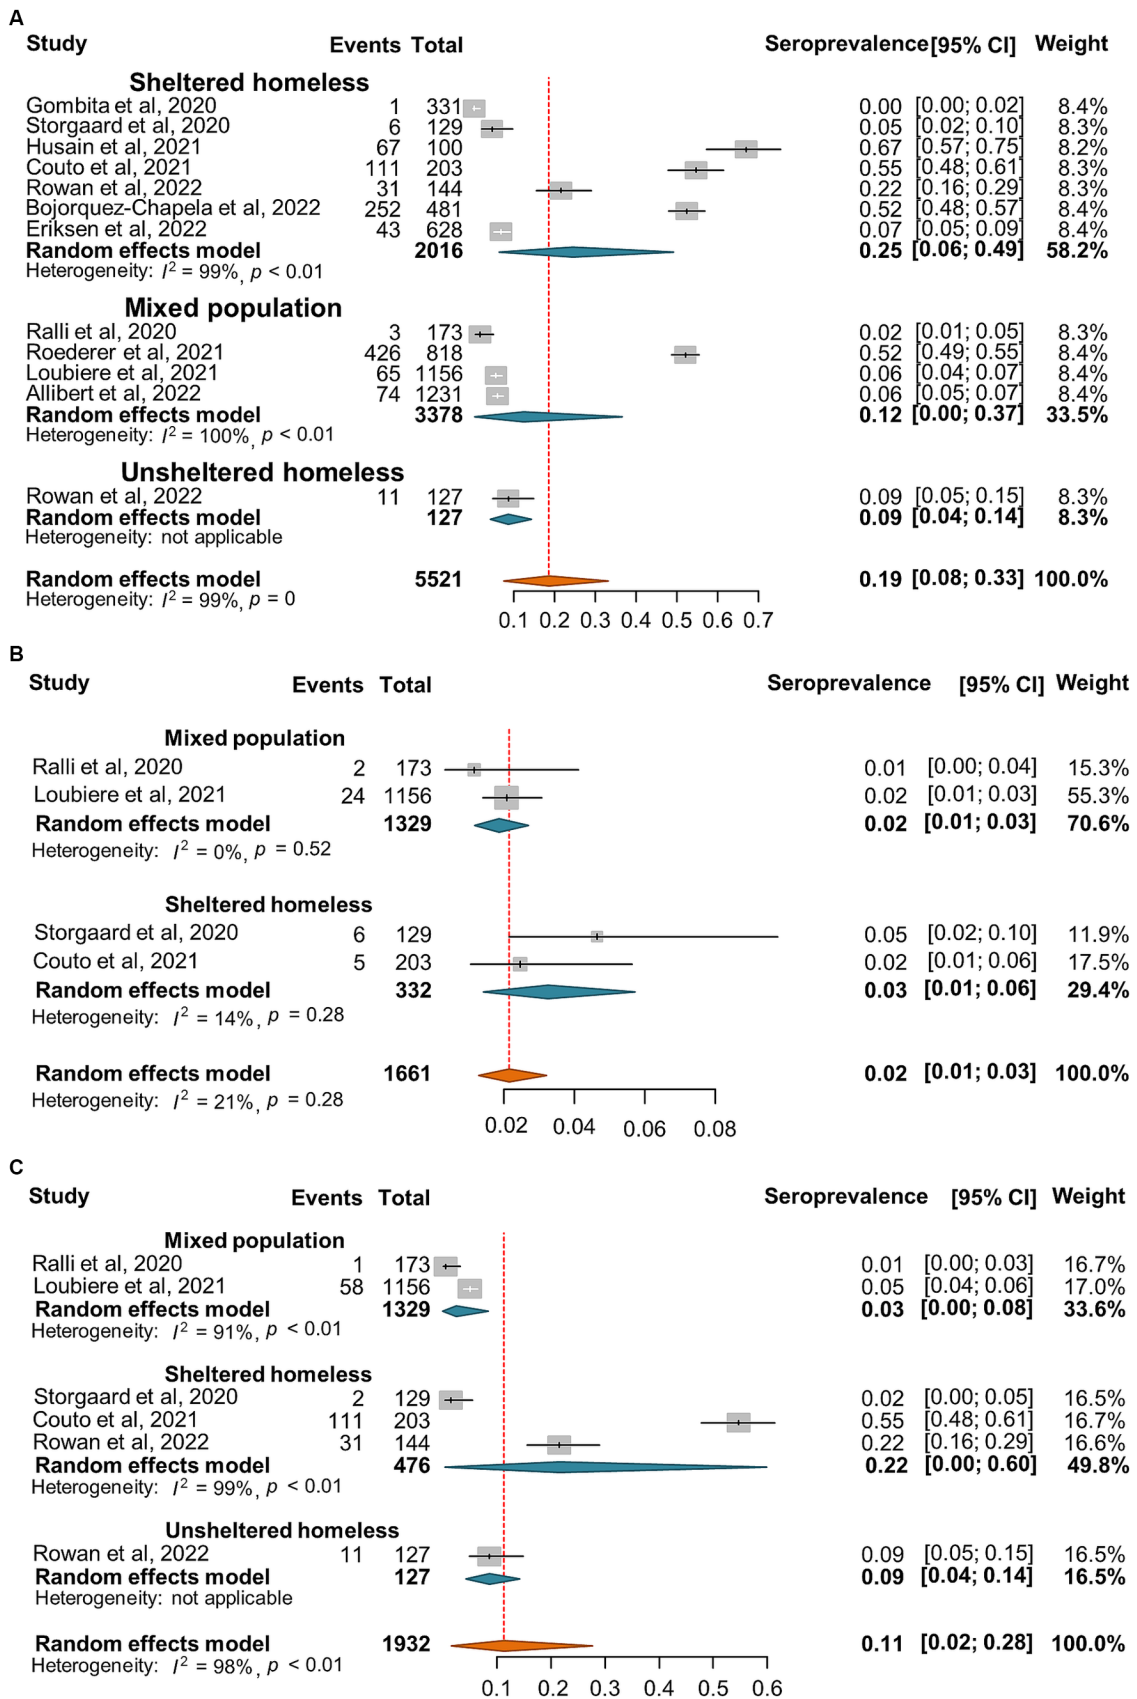 A
Study Events Total Seroprevalence [95% CI] Weight
Sheltered homeless
Gombita et al, 2020 1 331 0.00 [0.00; 0.02] 8.4%
Storgaard et al, 2020 6 129 0.05 [0.02; 0.10] 8.3%
Husain et al, 2021 67 100 0.67 [0.57; 0.75] 8.2%
Couto et al, 2021 111 203 0.55 [0.48; 0.61] 8.3%
Rowan et al, 2022 31 144 0.22 [0.16; 0.29] 8.3%
Bojorquez-Chapela et al, 2022 252 481 0.52 [0.48; 0.57] 8.4%
Eriksen et al, 2022 43 628 0.07 [0.05; 0.09] 8.4%
Random effects model 2016 0.25 [0.06; 0.49] 58.2%
Heterogeneity: I² = 99%, p < 0.01
Mixed population
Ralli et al, 2020 3 173 0.02 [0.01; 0.05] 8.3%
Roederer et al, 2021 426 818 0.52 [0.49; 0.55] 8.4%
Loubiere et al, 2021 65 1156 0.06 [0.04; 0.07] 8.4%
Allibert et al, 2022 74 1231 0.06 [0.05; 0.07] 8.4%
Random effects model 3378 0.12 [0.00; 0.37] 33.5%
Heterogeneity: I² = 100%, p < 0.01
Unsheltered homeless
Rowan et al, 2022 11 127 0.09 [0.05; 0.15] 8.3%
Random effects model 127 0.09 [0.04; 0.14] 8.3%
Heterogeneity: not applicable
Random effects model 5521 0.19 [0.08; 0.33] 100.0%
Heterogeneity: I² = 99%, p = 0
0.1 0.2 0.3 0.4 0.5 0.6 0.7
B
Study Events Total Seroprevalence [95% CI] Weight
Mixed population
Ralli et al, 2020 2 173 0.01 [0.00; 0.04] 15.3%
Loubiere et al, 2021 24 1156 0.02 [0.01; 0.03] 55.3%
Random effects model 1329 0.02 [0.01; 0.03] 70.6%
Heterogeneity: I² = 0%, p = 0.52
Sheltered homeless
Storgaard et al, 2020 6 129 0.05 [0.02; 0.10] 11.9%
Couto et al, 2021 5 203 0.02 [0.01; 0.06] 17.5%
Random effects model 332 0.03 [0.01; 0.06] 29.4%
Heterogeneity: I² = 14%, p = 0.28
Random effects model 1661 0.02 [0.01; 0.03] 100.0%
Heterogeneity: I² = 21%, p = 0.28
0.02 0.04 0.06 0.08
C
Study Events Total Seroprevalence [95% CI] Weight
Mixed population
Ralli et al, 2020 1 173 0.01 [0.00; 0.03] 16.7%
Loubiere et al, 2021 58 1156 0.05 [0.04; 0.06] 17.0%
Random effects model 1329 0.03 [0.00; 0.08] 33.6%
Heterogeneity: I² = 91%, p < 0.01
Sheltered homeless
Storgaard et al, 2020 2 129 0.02 [0.00; 0.05] 16.5%
Couto et al, 2021 111 203 0.55 [0.48; 0.61] 16.7%
Rowan et al, 2022 31 144 0.22 [0.16; 0.29] 16.6%
Random effects model 476 0.22 [0.00; 0.60] 49.8%
Heterogeneity: I² = 99%, p < 0.01
Unsheltered homeless
Rowan et al, 2022 11 127 0.09 [0.05; 0.15] 16.5%
Random effects model 127 0.09 [0.04; 0.14] 16.5%
Heterogeneity: not applicable
Random effects model 1932 0.11 [0.02; 0.28] 100.0%
Heterogeneity: I² = 98%, p < 0.01
0.1 0.2 0.3 0.4 0.5 0.6